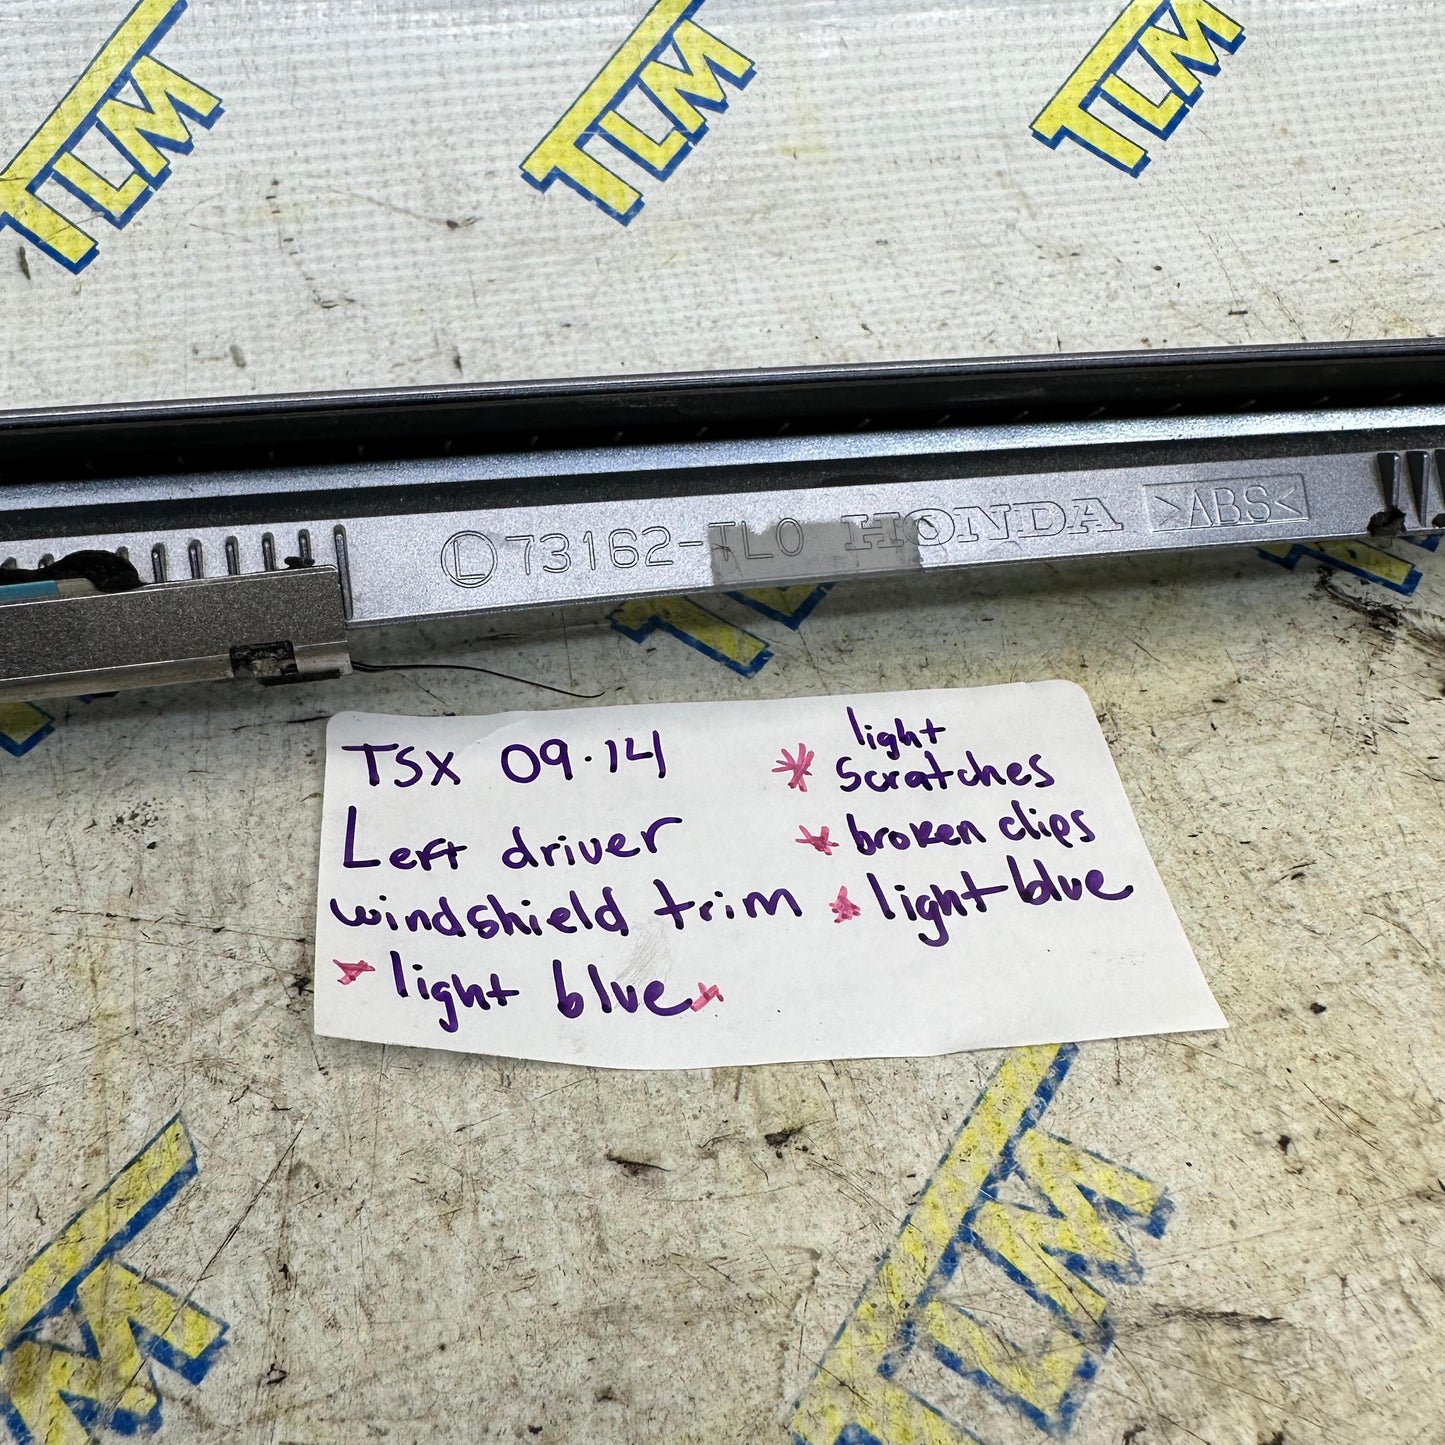 TLM
TLM
TLM
Ⓛ 73162-TL0 HONDA >ABS<
TSX 09.14
Left driver
windshield trim
light blue
light
Scratches
broken clips
light blue
TLM
TLM